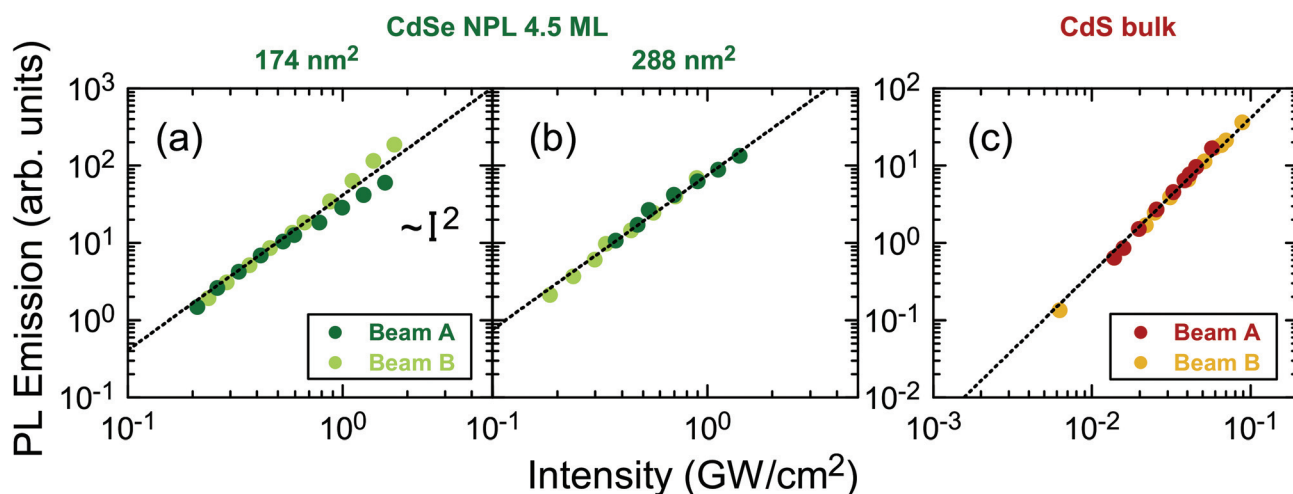 CdSe NPL 4.5 ML
CdS bulk
174 nm²
288 nm²
PL Emission (arb. units)
10³
10²
10¹
10⁰
10⁻¹
(a)
~I²
Beam A
Beam B
10⁻¹
10⁰
(b)
10⁻¹
10⁰
10²
10¹
10⁰
10⁻¹
10⁻²
(c)
Beam A
Beam B
10⁻³
10⁻²
10⁻¹
Intensity (GW/cm²)